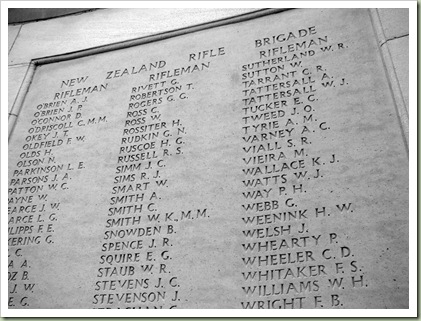 NEW ZEALAND RIFLE BRIGADE
RIFLEMAN
O'BRIEN A. J.
O'BRIEN J. R.
O'CONNOR D.
O'DRISCOLL C.M.M.
OKEY J. T.
OLDFIELD F. W.
OLDS H.
OLSON N.
PARKINSON L. E.
PARSONS J. A.
PATTON W. C.
RIFLEMAN
RIVETT G.
ROBERTSON T.
ROGERS G. G.
ROSS C.
ROSS W.
ROSSITER H.
RUDKIN G. N.
RUSCOE H. G.
RUSSELL R. S.
SIMM J. C.
SIMS R. J.
SMART W.
SMITH A.
SMITH C.
SMITH W. K., M.M.
SNOWDEN B.
SPENCE J. R.
SQUIRE E. G.
STAUB W. R.
STEVENS J. C.
STEVENSON J.
STRACHAN
RIFLEMAN
SUTHERLAND W. R.
SUTTON W.
TARRANT C. R.
TATTERSALL A.
TATTERSALL W. J.
TUCKER E. C.
TWEED J. O.
TYRIE A. M.
VARNEY A. C.
VIALL S. R.
VIEIRA M.
WALLACE K. J.
WATTS W. J.
WAY P. H.
WEBB G.
WEENINK H. W.
WELSH J.
WHEARTY P.
WHEELER C. D.
WHITAKER F. S.
WILLIAMS W. H.
WRIGHT F. B.